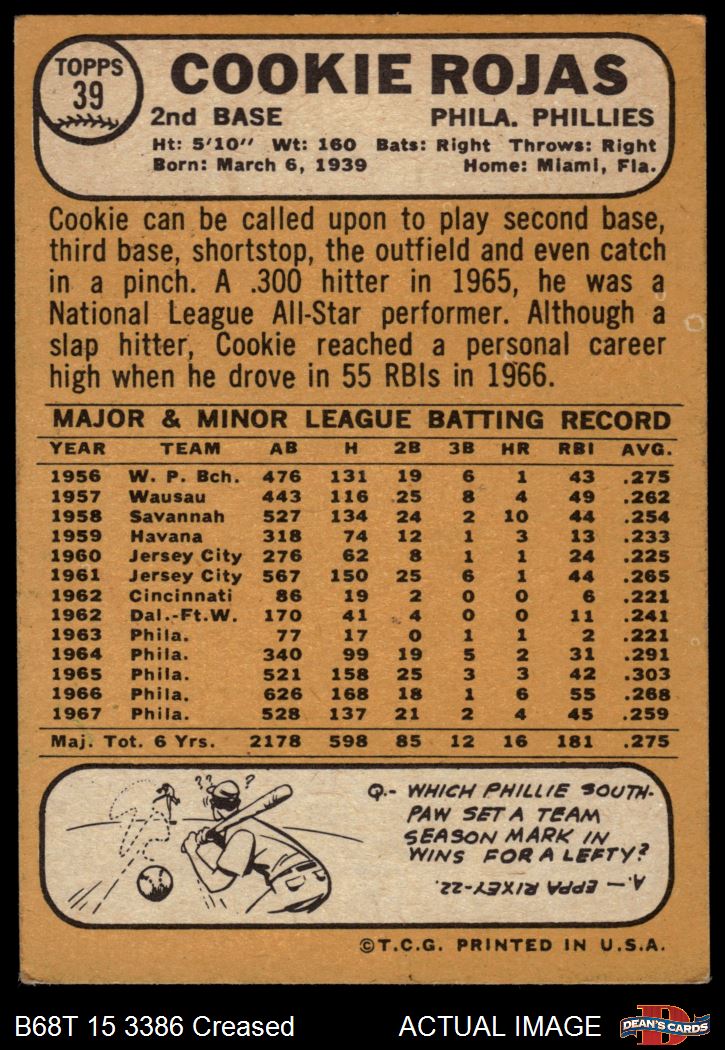 TOPPS
39
COOKIE ROJAS
2nd BASE PHILA. PHILLIES
Ht: 5'10" Wt: 160 Bats: Right Throws: Right
Born: March 6, 1939 Home: Miami, Fla.
Cookie can be called upon to play second base,
third base, shortstop, the outfield and even catch
in a pinch. A .300 hitter in 1965, he was a
National League All-Star performer. Although a
slap hitter, Cookie reached a personal career
high when he drove in 55 RBIs in 1966.
MAJOR & MINOR LEAGUE BATTING RECORD
YEAR TEAM AB H 2B 3B HR RBI AVG.
1956 W. P. Bch. 476 131 19 6 1 43 .275
1957 Wausau 443 116 25 8 4 49 .262
1958 Savannah 527 134 24 2 10 44 .254
1959 Havana 318 74 12 1 3 13 .233
1960 Jersey City 276 62 8 1 1 24 .225
1961 Jersey City 567 150 25 6 1 44 .265
1962 Cincinnati 86 19 2 0 0 6 .221
1962 Dal.-Ft.W. 170 41 4 0 0 11 .241
1963 Phila. 77 17 0 1 1 2 .221
1964 Phila. 340 99 19 5 2 31 .291
1965 Phila. 521 158 25 3 3 42 .303
1966 Phila. 626 168 18 1 6 55 .268
1967 Phila. 528 137 21 2 4 45 .259
Maj. Tot. 6 Yrs. 2178 598 85 12 16 181 .275
???
Q.- WHICH PHILLIE SOUTH-
PAW SET A TEAM
SEASON MARK IN
WINS FOR A LEFTY?
A.— EPPA RIXEY-22.
©T.C.G. PRINTED IN U.S.A.
B68T 15 3386 Creased ACTUAL IMAGE
D
DEAN'S CARDS